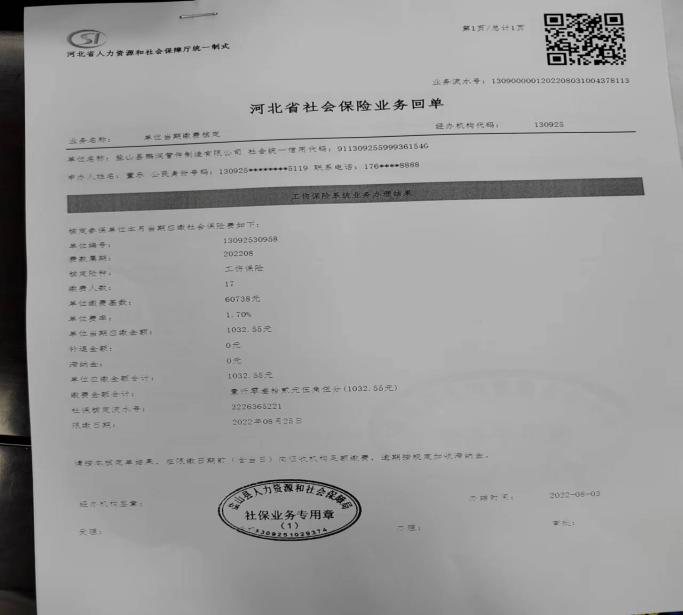 第1页/总计1页
河北省人力资源和社会保障厅统一制式
业务流水号：13090000012022080310043​78113
河北省社会保险业务回单
业务名称： 单位当期缴费核定 经办机构代码： 130925
单位名称：盐山县鹏润管件制造有限公司 社会统一信用代码：91130925599936154G
申办人姓名：董乐 公民身份号码：130925********5119 联系电话：176****8888
工伤保险系统业务办理结果
核定参保单位本月当期应缴社会保险费如下：
单位编号： 13092530958
费款属期： 202208
核定险种： 工伤保险
缴费人数： 17
单位缴费基数： 60738元
单位费率： 1.70%
单位当期应缴金额： 1032.55元
补退金额： 0元
滞纳金： 0元
单位应缴金额合计： 1032.55元
缴费金额合计： 壹仟零叁拾贰元伍角伍分(1032.55元)
社保核定流水号： 3226365221
限缴日期： 2022年08月25日
请按本核定单结果，在限缴日期前（含当日）向征收机构足额缴费，逾期按规定加收滞纳金。
经办机构签章： 办理时间： 2022-08-03
盐山县人力资源和社会保障局
社保业务专用章
(1)
1309251029374
受理： 办理： 审批：